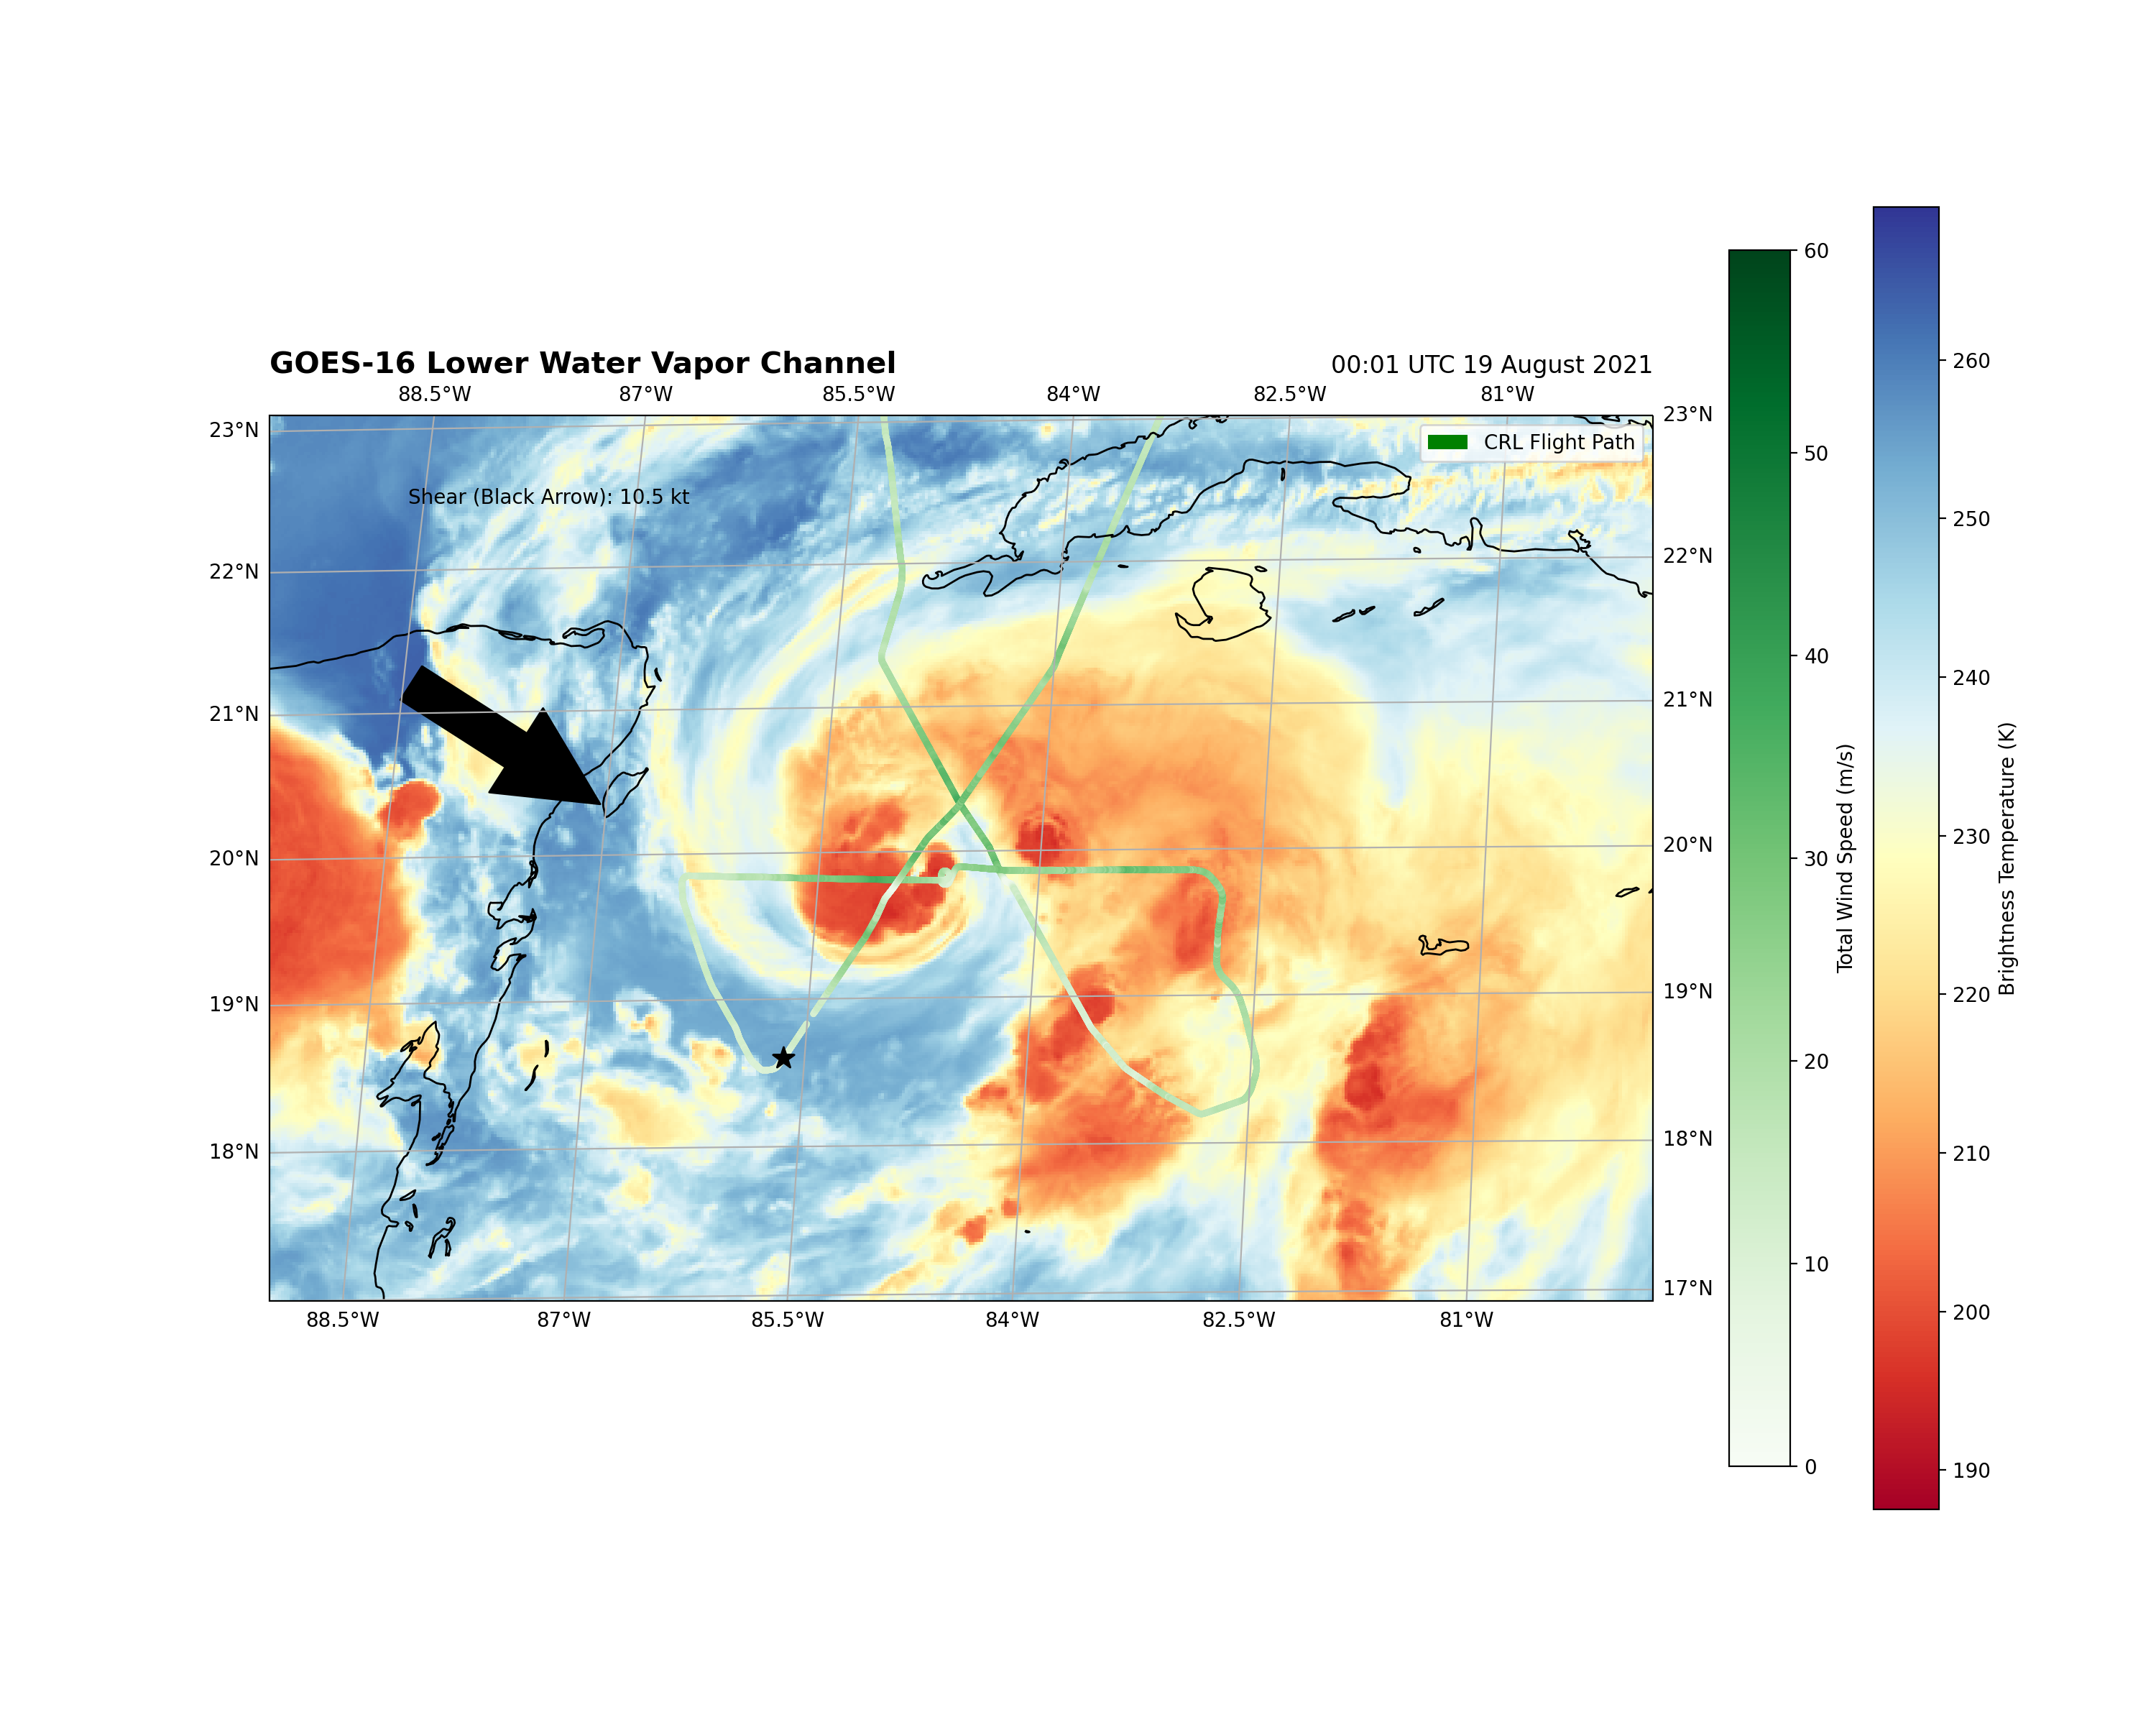 GOES-16 Lower Water Vapor Channel
00:01 UTC 19 August 2021
88.5°W 87°W 85.5°W 84°W 82.5°W 81°W
CRL Flight Path
Shear (Black Arrow): 10.5 kt
23°N
22°N
21°N
20°N
19°N
18°N
23°N
22°N
21°N
20°N
19°N
18°N
17°N
88.5°W 87°W 85.5°W 84°W 82.5°W 81°W
60
50
40
30
20
10
0
Total Wind Speed (m/s)
260
250
240
230
220
210
200
190
Brightness Temperature (K)